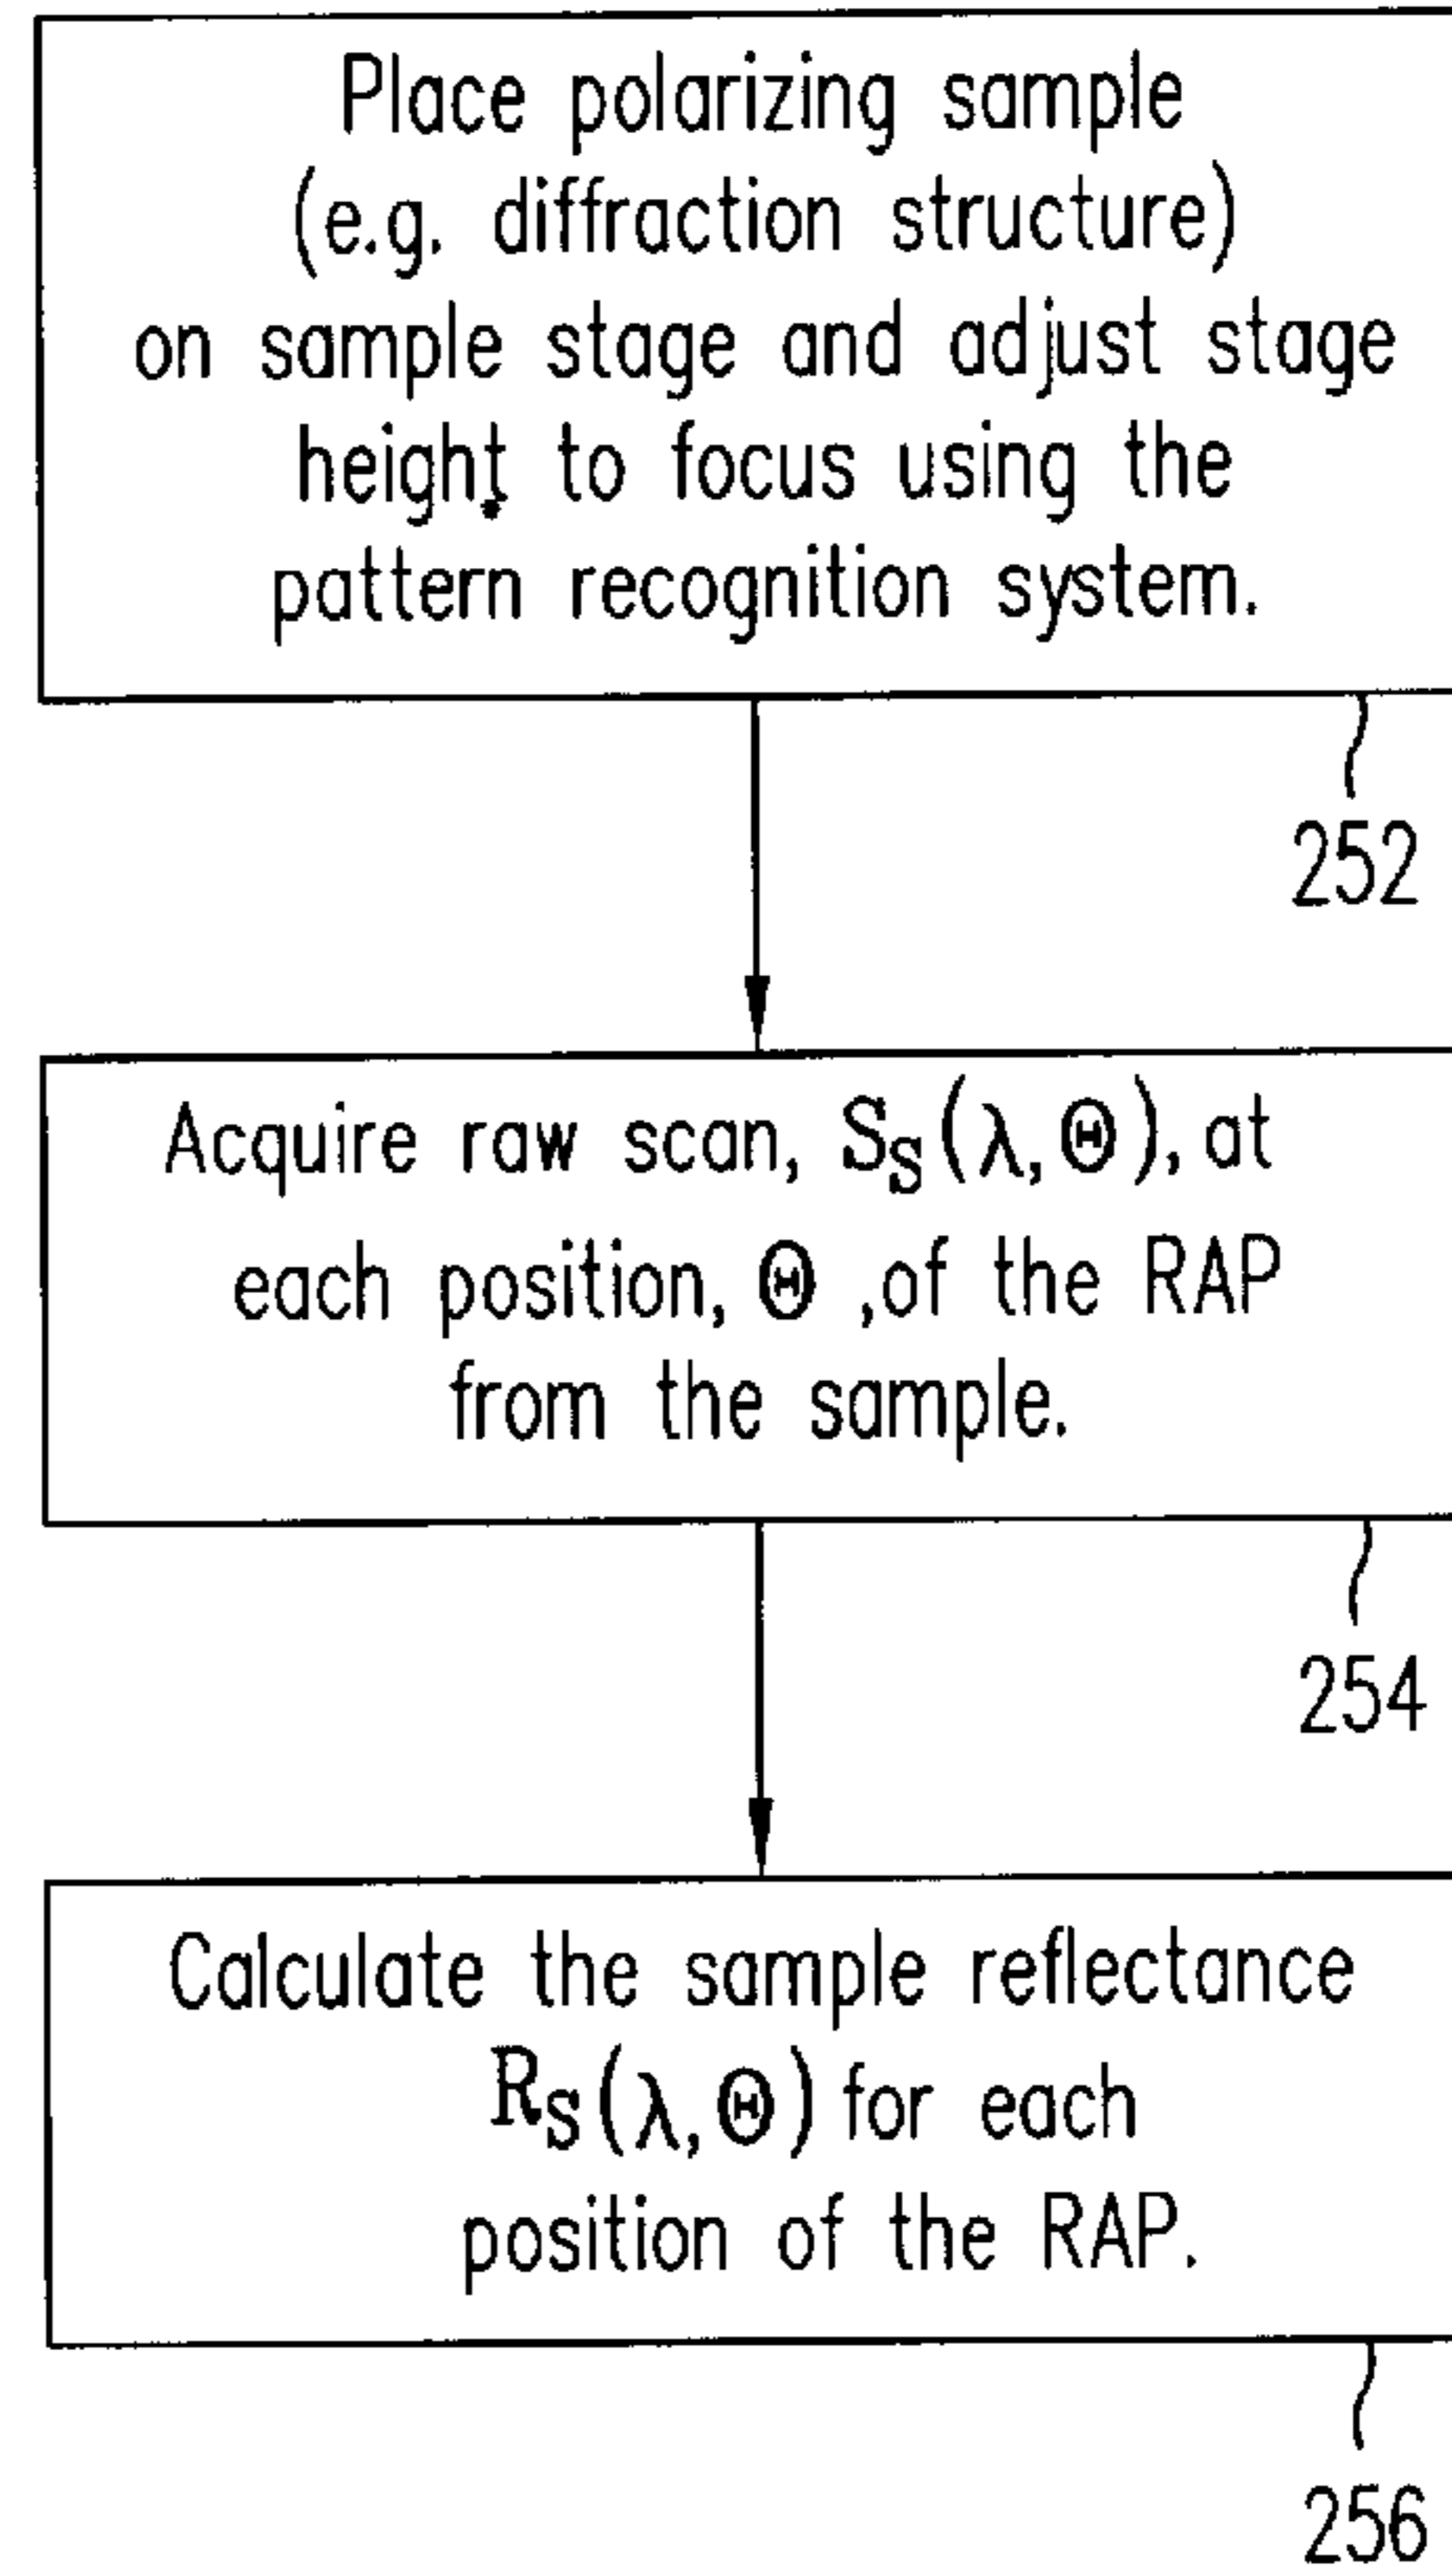 Place polarizing sample
(e.g. diffraction structure)
on sample stage and adjust stage
height to focus using the
pattern recognition system.
252
Acquire raw scan, SS(λ, Θ), at
each position, Θ ,of the RAP
from the sample.
254
Calculate the sample reflectance
RS(λ, Θ) for each
position of the RAP.
256